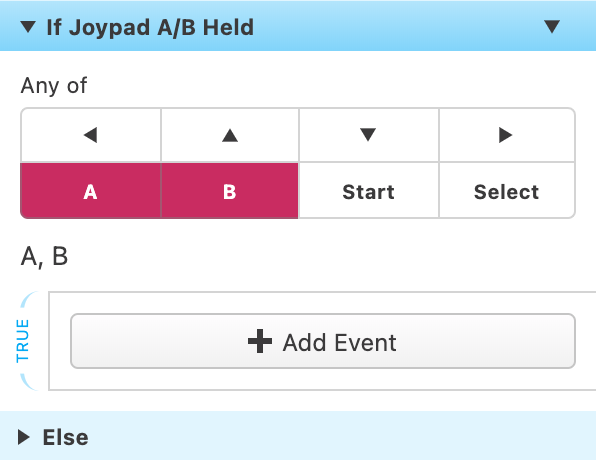 If Joypad A/B Held
Any of
A B Start Select
A, B
TRUE
Add Event
Else